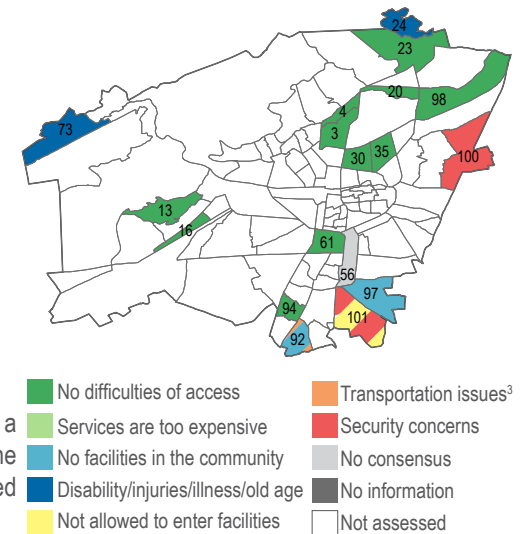 24
23
20
98
4
3
73
30
35
100
13
16
61
56
97
94
101
92
No difficulties of access
a Services are too expensive
ne No facilities in the community
ed Disability/injuries/illness/old age
Not allowed to enter facilities
Transportation issues³
Security concerns
No consensus
No information
Not assessed